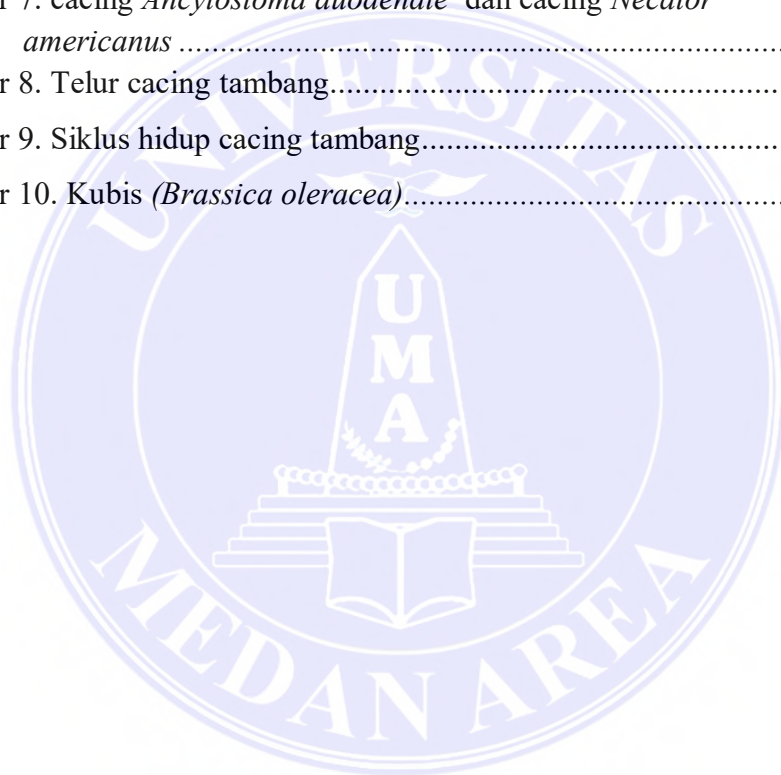 r 7. cacing Ancylostoma duodenale dan cacing Necator
americanus ......................................................................................
r 8. Telur cacing tambang.................................................................
r 9. Siklus hidup cacing tambang.....................................................
r 10. Kubis (Brassica oleracea)........................................................
UNIVERSITAS
U
M
A
MEDAN AREA